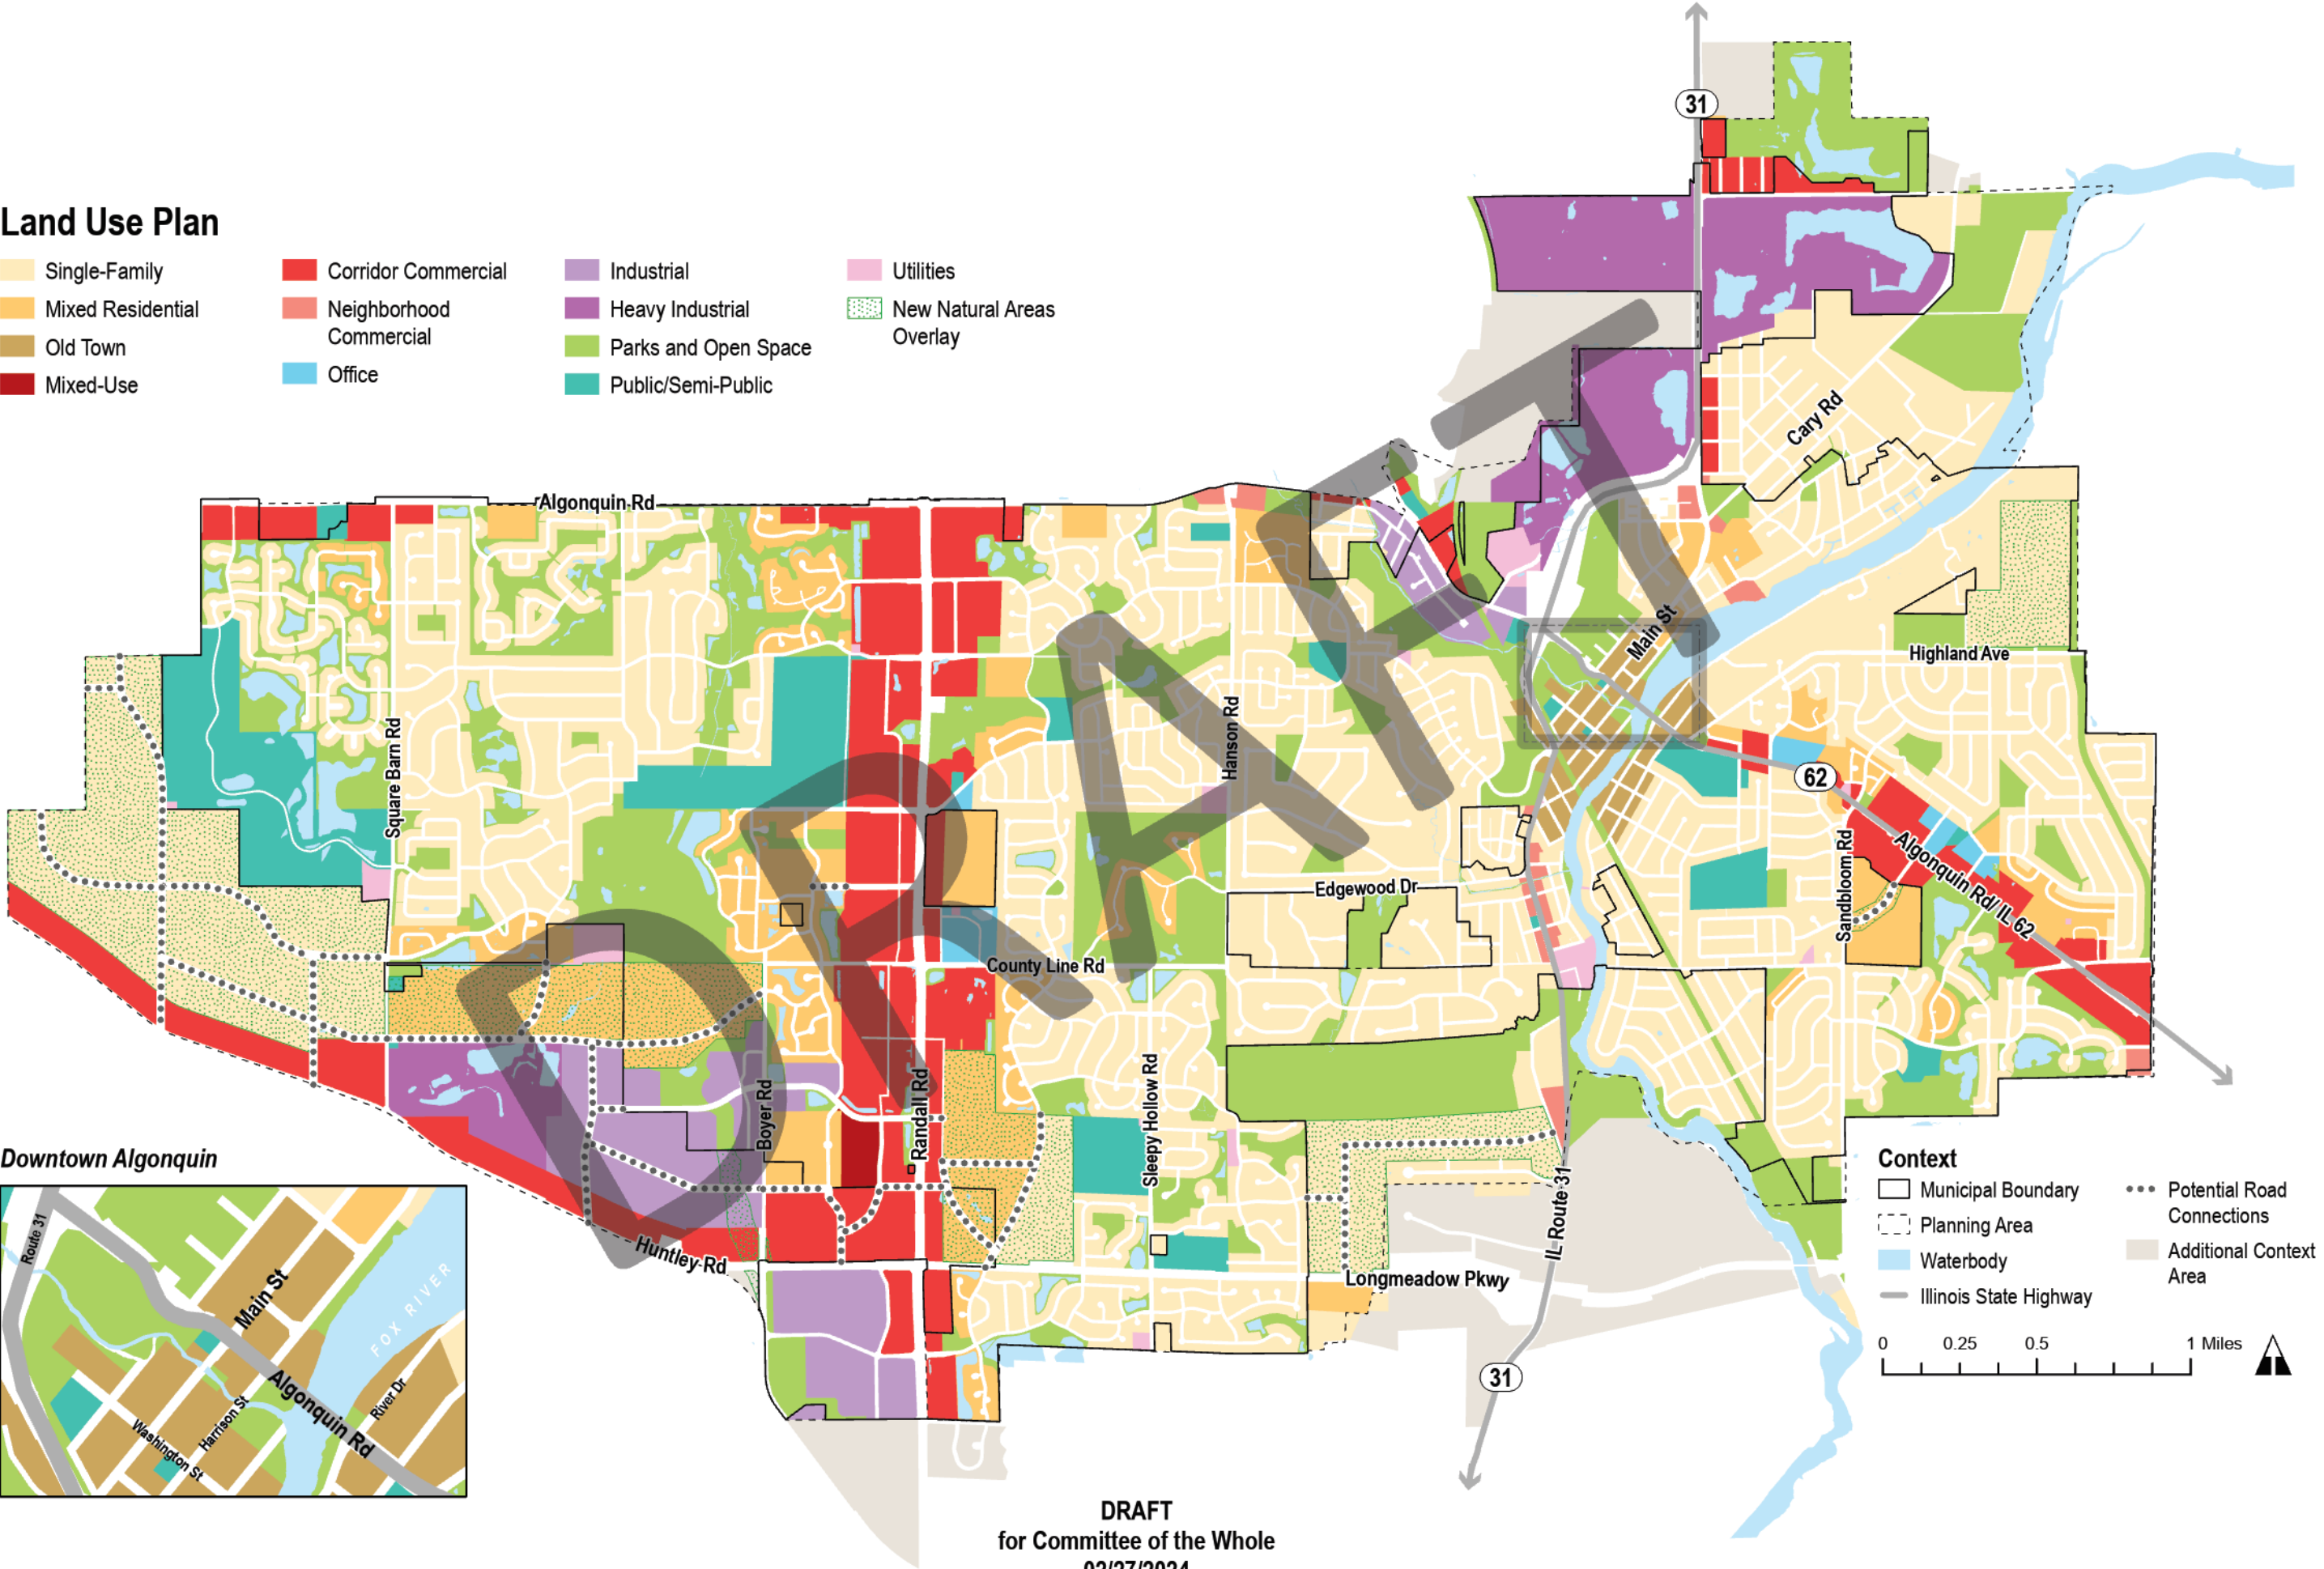 31
Land Use Plan
Single-Family
Mixed Residential
Old Town
Mixed-Use
Corridor Commercial
Neighborhood
Commercial
Office
Industrial
Heavy Industrial
Parks and Open Space
Public/Semi-Public
Utilities
New Natural Areas
Overlay
Cary Rd
Algonquin Rd
Main St
Highland Ave
Square Barn Rd
Hanson Rd
62
DRAFT
Sandbloom Rd
Algonquin Rd/ IL 62
Edgewood Dr
County Line Rd
Boyer Rd
Randall Rd
Sleepy Hollow Rd
IL Route 31
Huntley Rd
Longmeadow Pkwy
31
Downtown Algonquin
Route 31
Main St
FOX RIVER
Algonquin Rd
River Dr
Harrison St
Washington St
Context
Municipal Boundary
Planning Area
Waterbody
Illinois State Highway
Potential Road
Connections
Additional Context
Area
0 0.25 0.5 1 Miles
DRAFT
for Committee of the Whole